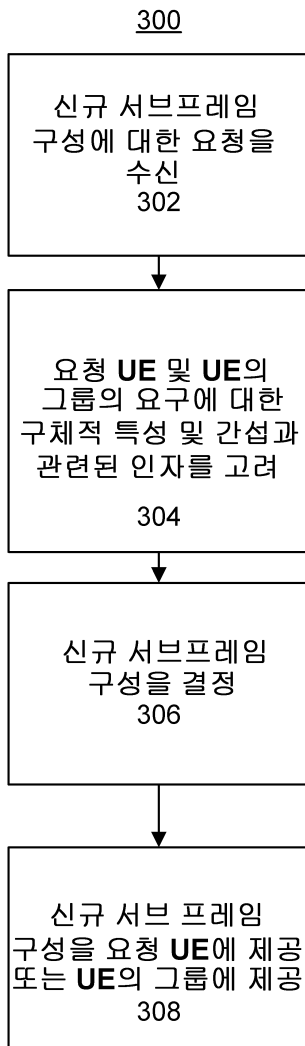 300
신규 서브프레임
구성에 대한 요청을
수신
302
요청 UE 및 UE의
그룹의 요구에 대한
구체적 특성 및 간섭과
관련된 인자를 고려
304
신규 서브프레임
구성을 결정
306
신규 서브 프레임
구성을 요청 UE에 제공
또는 UE의 그룹에 제공
308